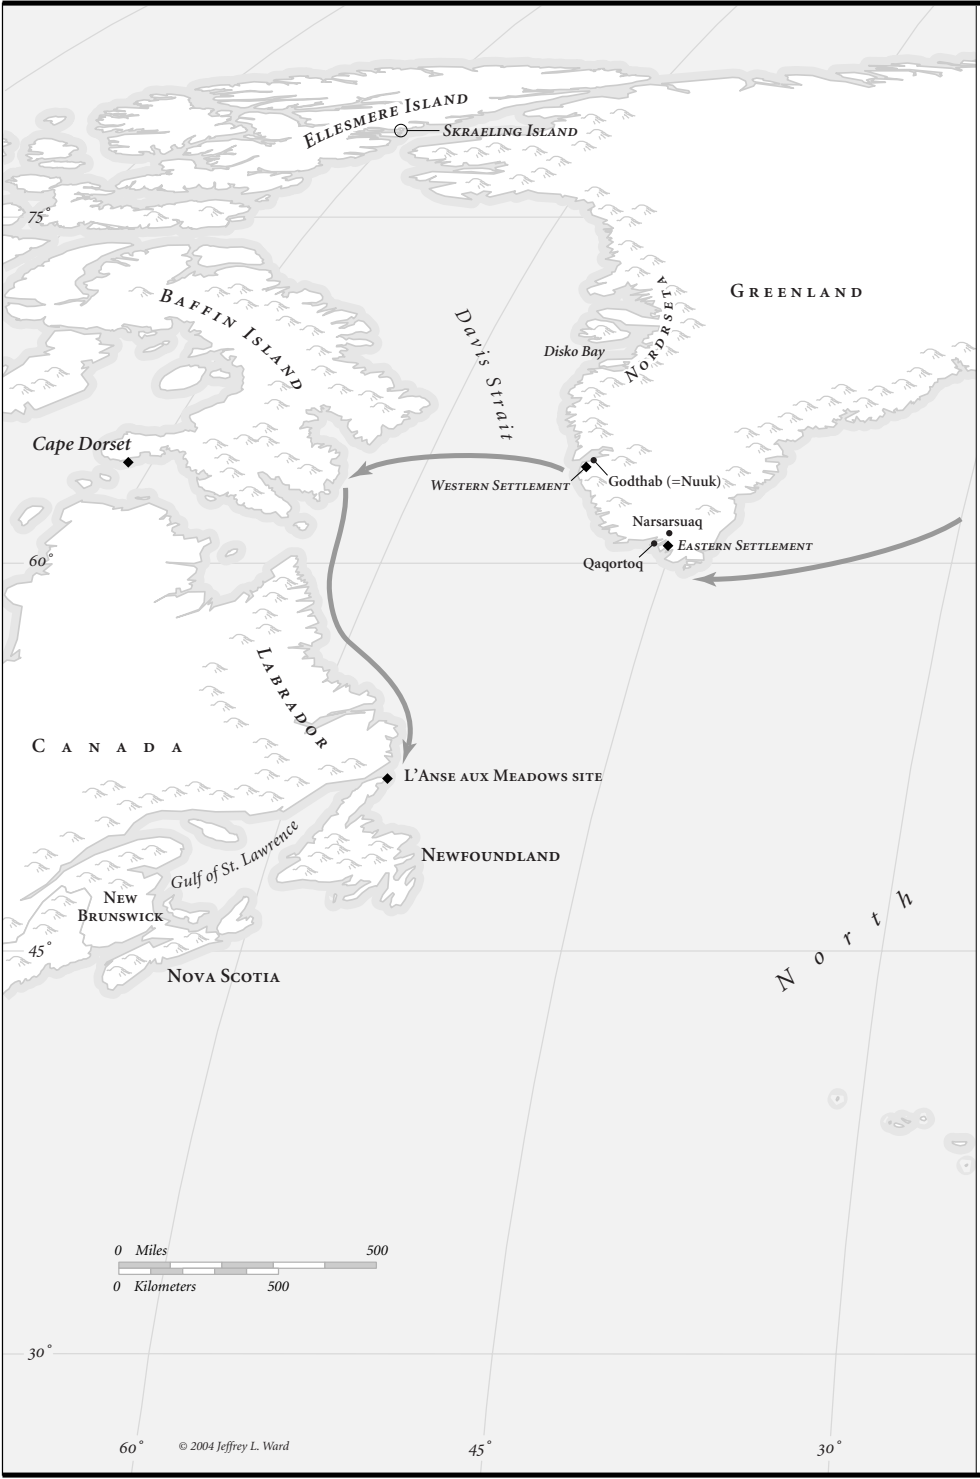 Ellesmere Island
Skraeling Island
75°
Greenland
Baffin Island
Nordrseta
Davis Strait
Disko Bay
Cape Dorset
Western Settlement
Godthab (=Nuuk)
Narsarsuaq
Eastern Settlement
Qaqortoq
60°
Labrador
Canada
L'Anse aux Meadows site
Gulf of St. Lawrence
Newfoundland
New
Brunswick
North
45°
Nova Scotia
0 Miles 500
0 Kilometers 500
30°
60° © 2004 Jeffrey L. Ward 45° 30°